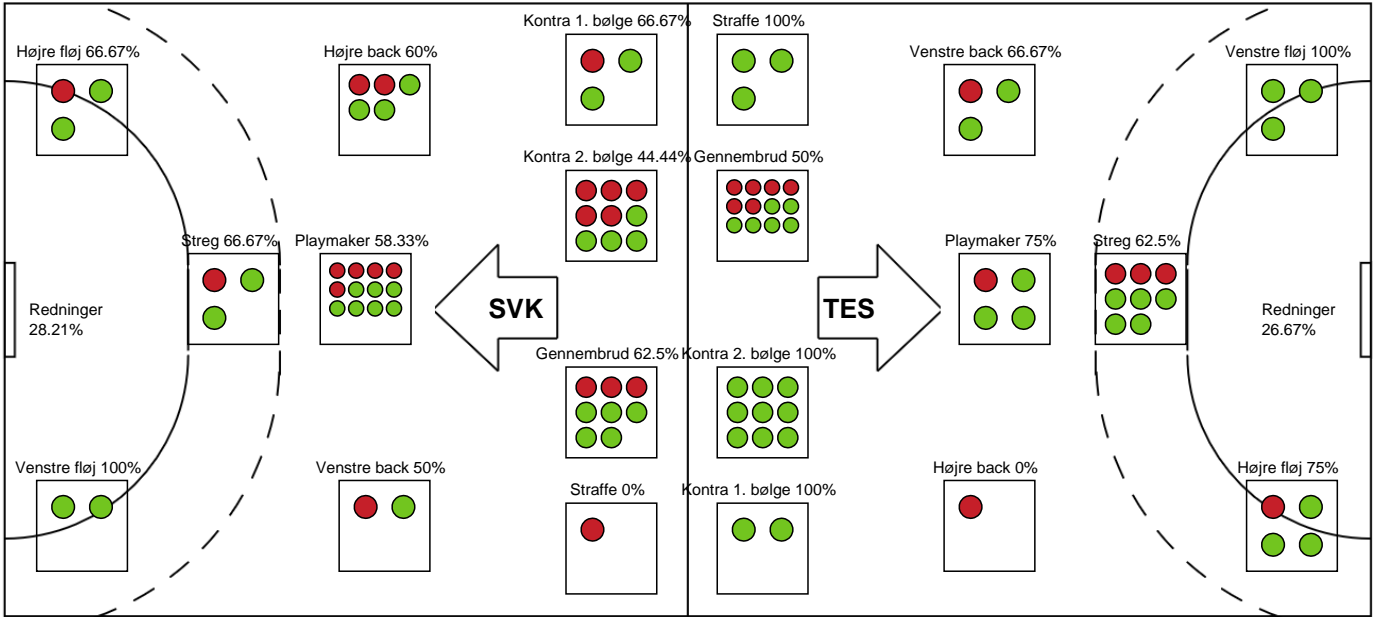 Kontra 1. bølge 66.67%
Straffe 100%
Højre fløj 66.67%
Højre back 60%
Venstre back 66.67%
Venstre fløj 100%
Kontra 2. bølge 44.44%
Gennembrud 50%
Streg 66.67%
Playmaker 58.33%
Playmaker 75%
Streg 62.5%
Redninger
28.21%
SVK
TES
Redninger
26.67%
Gennembrud 62.5%
Kontra 2. bølge 100%
Venstre fløj 100%
Venstre back 50%
Højre back 0%
Højre fløj 75%
Straffe 0%
Kontra 1. bølge 100%